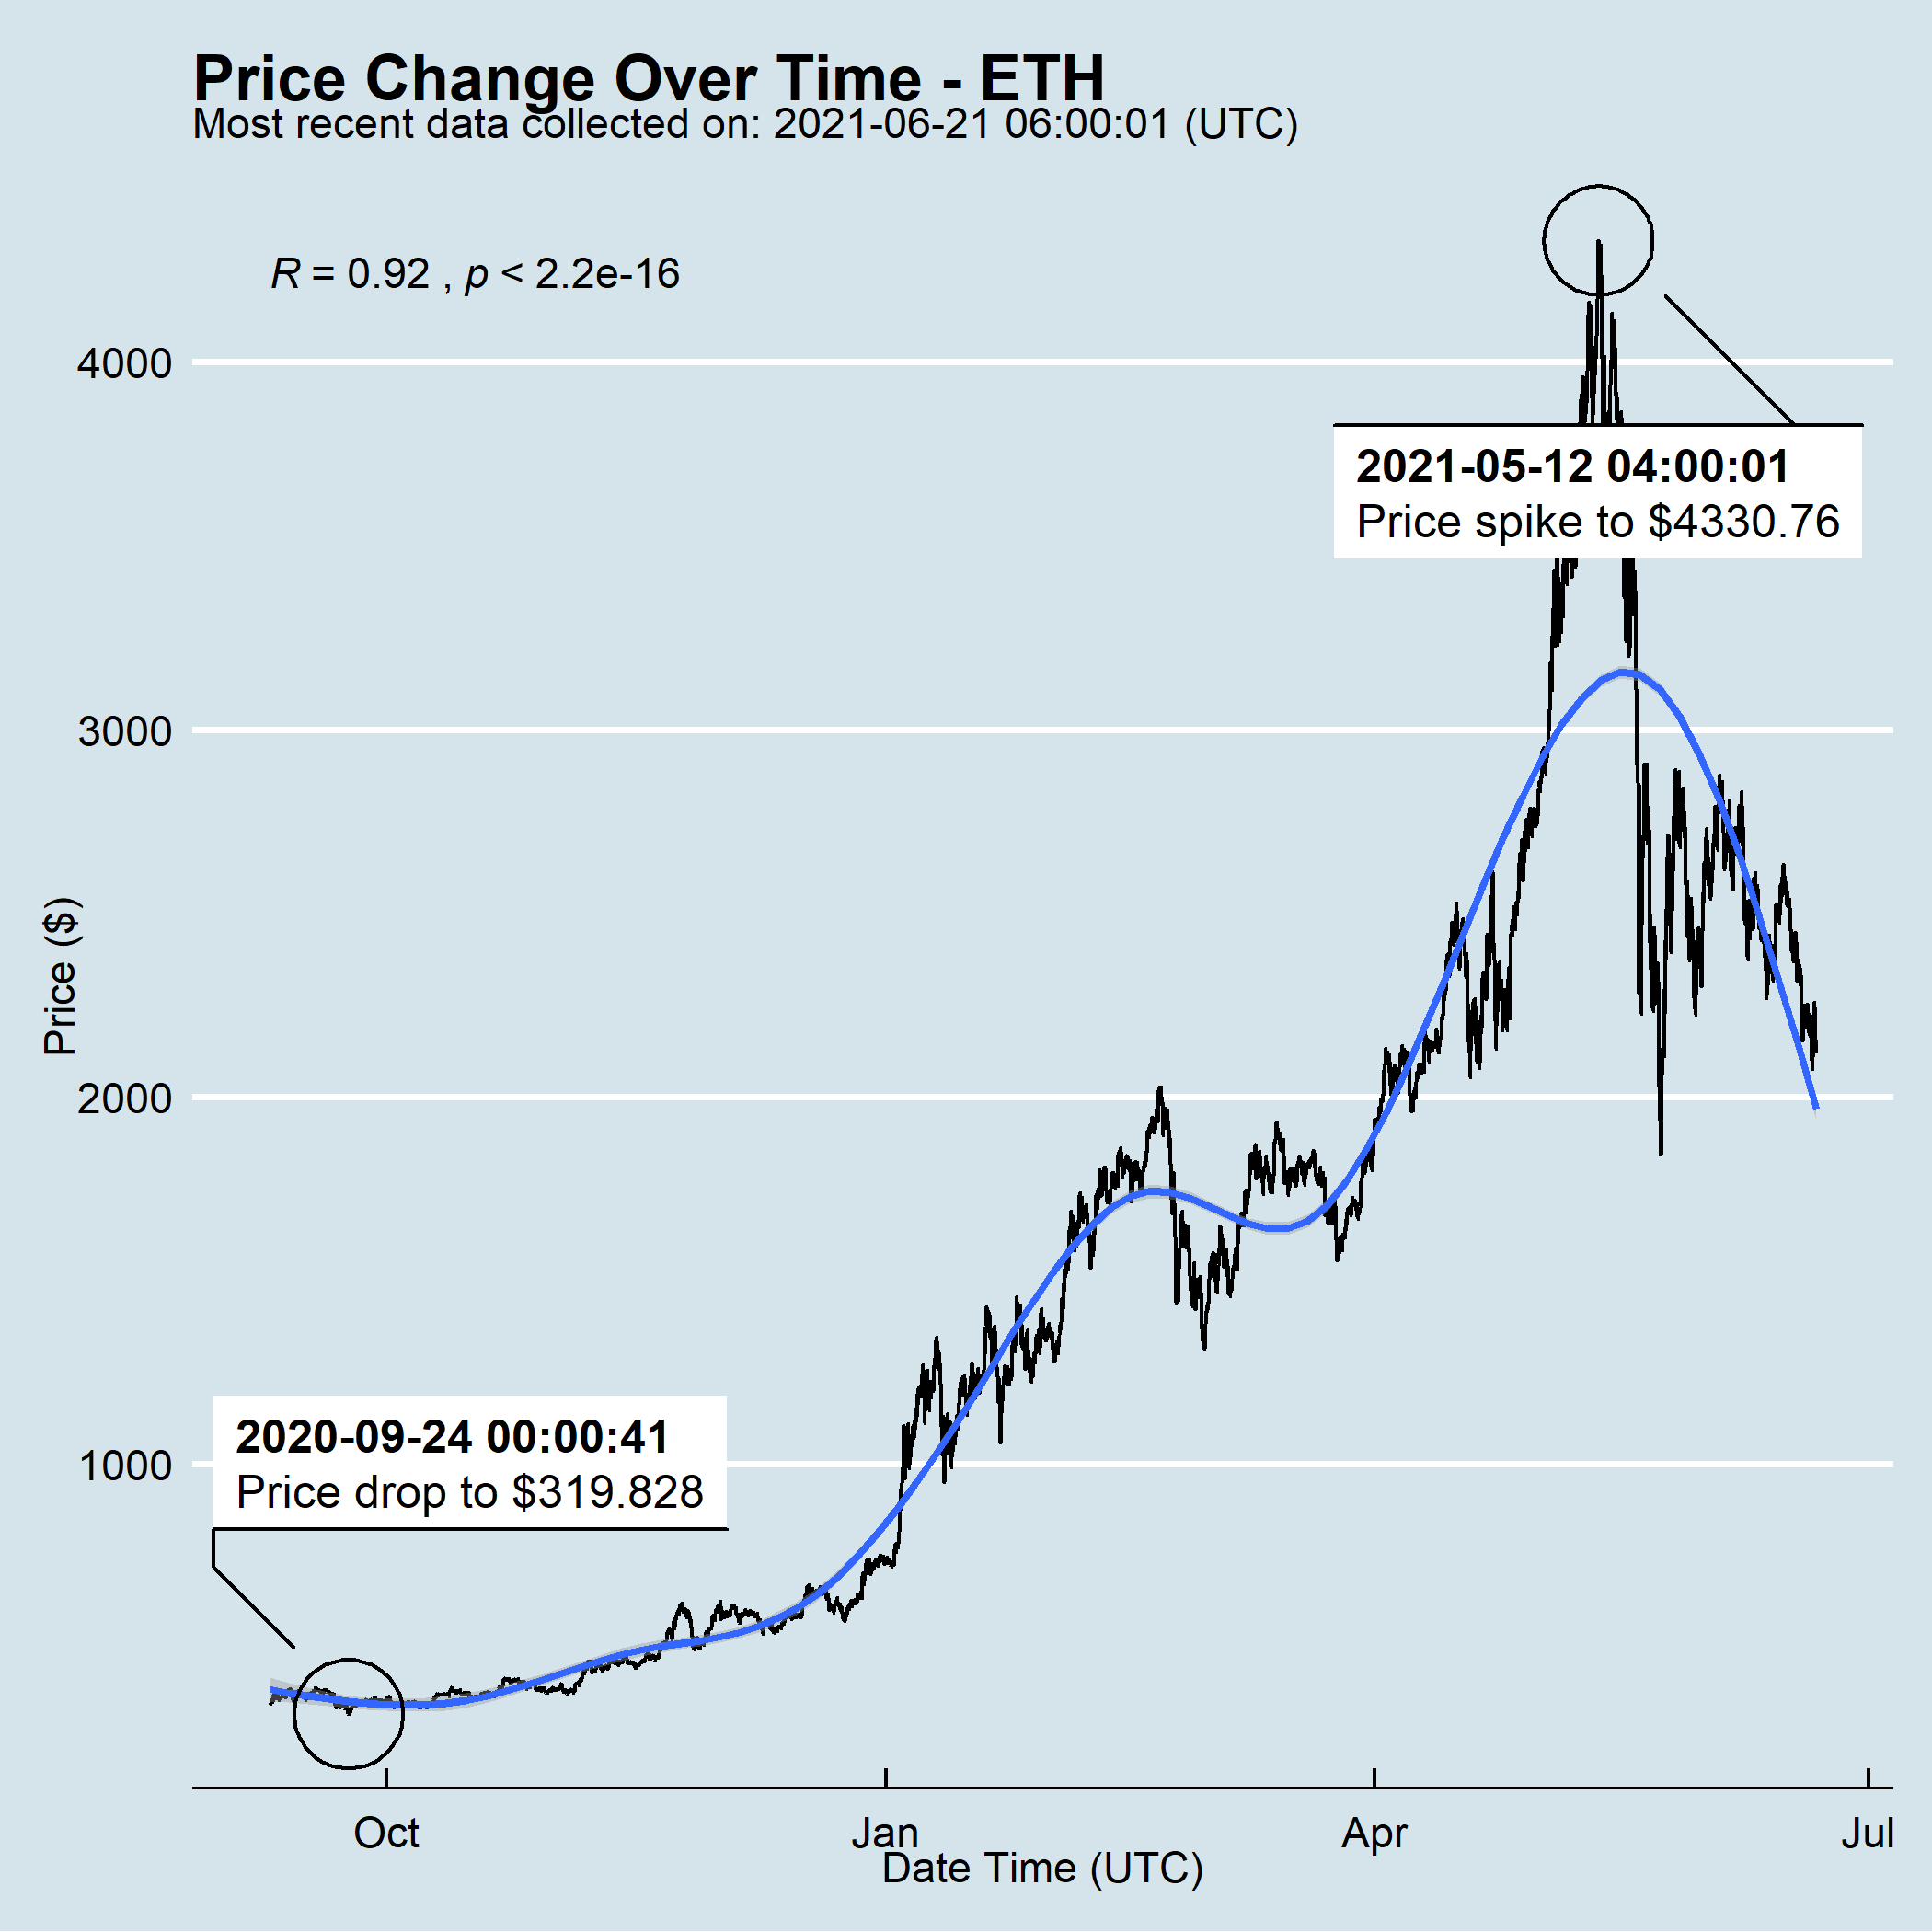 Price Change Over Time - ETH
Most recent data collected on: 2021-06-21 06:00:01 (UTC)
R = 0.92 , p < 2.2e-16
4000
2021-05-12 04:00:01
Price spike to $4330.76
3000
Price ($)
2000
1000
2020-09-24 00:00:41
Price drop to $319.828
Oct
Jan
Apr
Jul
Date Time (UTC)